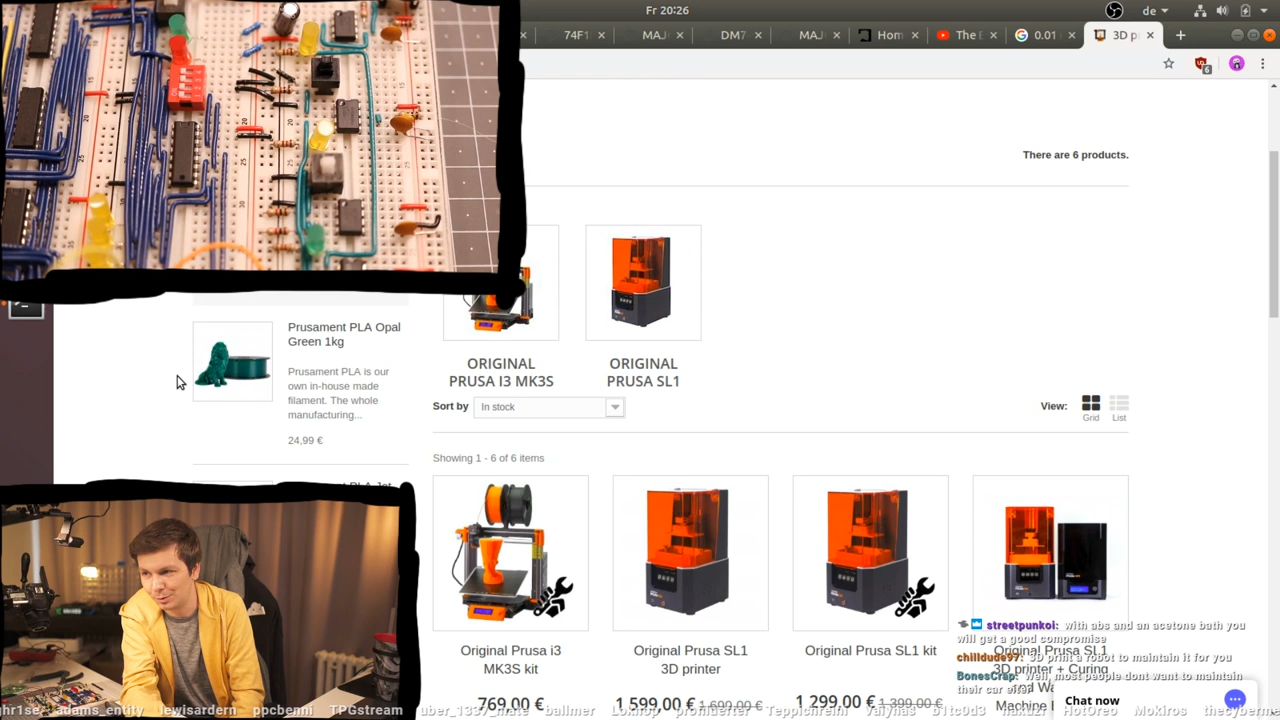 Fr 20:26
de
74F1
MAJ
DM7
MAJ
Hom
The E
0.01
3D p
6
There are 6 products.
ORIGINAL
PRUSA I3 MK3S
ORIGINAL
PRUSA SL1
Prusament PLA Opal
Green 1kg
Prusament PLA is our
own in-house made
filament. The whole
manufacturing...
24,99 €
Sort by
In stock
View:
Grid
List
Showing 1 - 6 of 6 items
Original Prusa i3
MK3S kit
769.00 €
Original Prusa SL1
3D printer
1,599.00 € 1,699.00 €
Original Prusa SL1 kit
1,299.00 € 1,399.00 €
Original Prusa SL1
3D printer + Curing
Machine
streetpunkoi: with abs and an acetone bath you
will get a good compromise
chilldude97: 3D print a robot to maintain it for you
BonesCrap: Well, most people dont want to maintain
their car eiter
Chat now
adams_entity lewisardern ppcbenni TPGstream uber_1337_mate ballmer